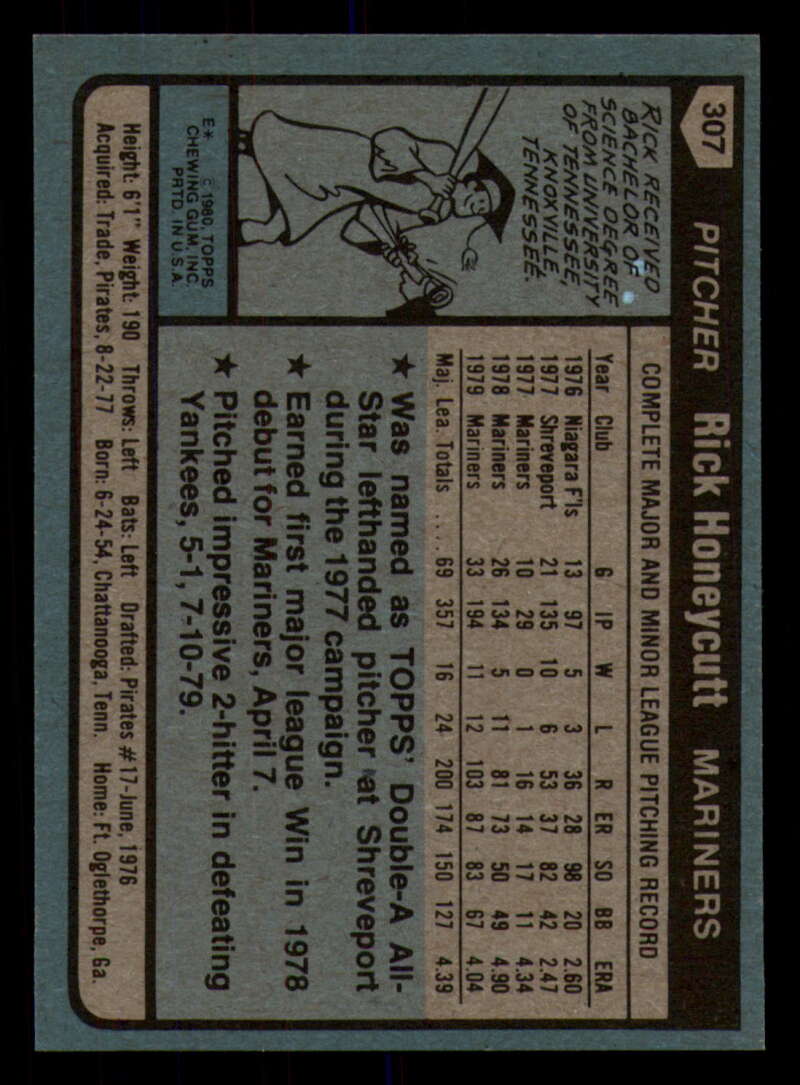 307 PITCHER Rick Honeycutt MARINERS
RICK RECEIVED
BACHELOR OF
SCIENCE DEGREE
FROM UNIVERSITY
OF TENNESSEE,
KNOXVILLE,
TENNESSEE.
E* © 1980, TOPPS
CHEWING GUM, INC.
PRTD. IN U.S.A.
COMPLETE MAJOR AND MINOR LEAGUE PITCHING RECORD
Year Club G IP W L R ER SO BB ERA
1976 Niagara F'ls 13 97 5 3 36 28 98 20 2.60
1977 Shreveport 21 135 10 6 53 37 82 42 2.47
1977 Mariners 10 29 0 1 16 14 17 11 4.34
1978 Mariners 26 134 5 11 81 73 50 49 4.90
1979 Mariners 33 194 11 12 103 87 83 67 4.04
Maj. Lea. Totals .... 69 357 16 24 200 174 150 127 4.39
★ Was named as TOPPS' Double-A All-
Star lefthanded pitcher at Shreveport
during the 1977 campaign.
★ Earned first major league Win in 1978
debut for Mariners, April 7.
★ Pitched impressive 2-hitter in defeating
Yankees, 5-1, 7-10-79.
Height: 6'1" Weight: 190 Throws: Left Bats: Left Drafted: Pirates #17-June, 1976
Acquired: Trade, Pirates, 8-22-77 Born: 6-24-54, Chattanooga, Tenn. Home: Ft. Oglethorpe, Ga.